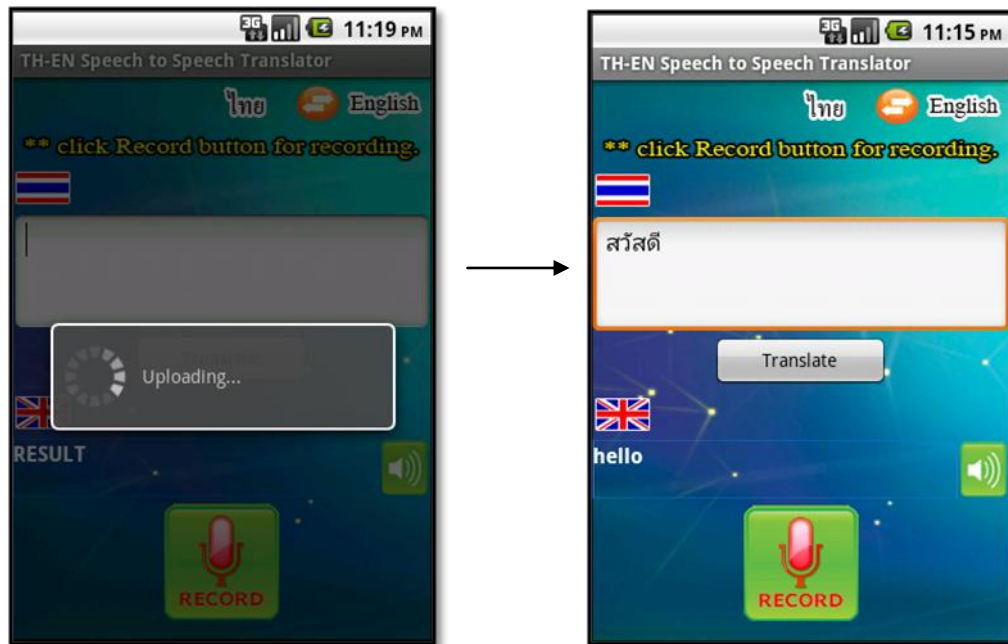 3G 11:19 PM
TH-EN Speech to Speech Translator
ไทย English
** click Record button for recording.
Uploading...
RESULT
RECORD
3G 11:15 PM
TH-EN Speech to Speech Translator
ไทย English
** click Record button for recording.
สวัสดี
Translate
hello
RECORD